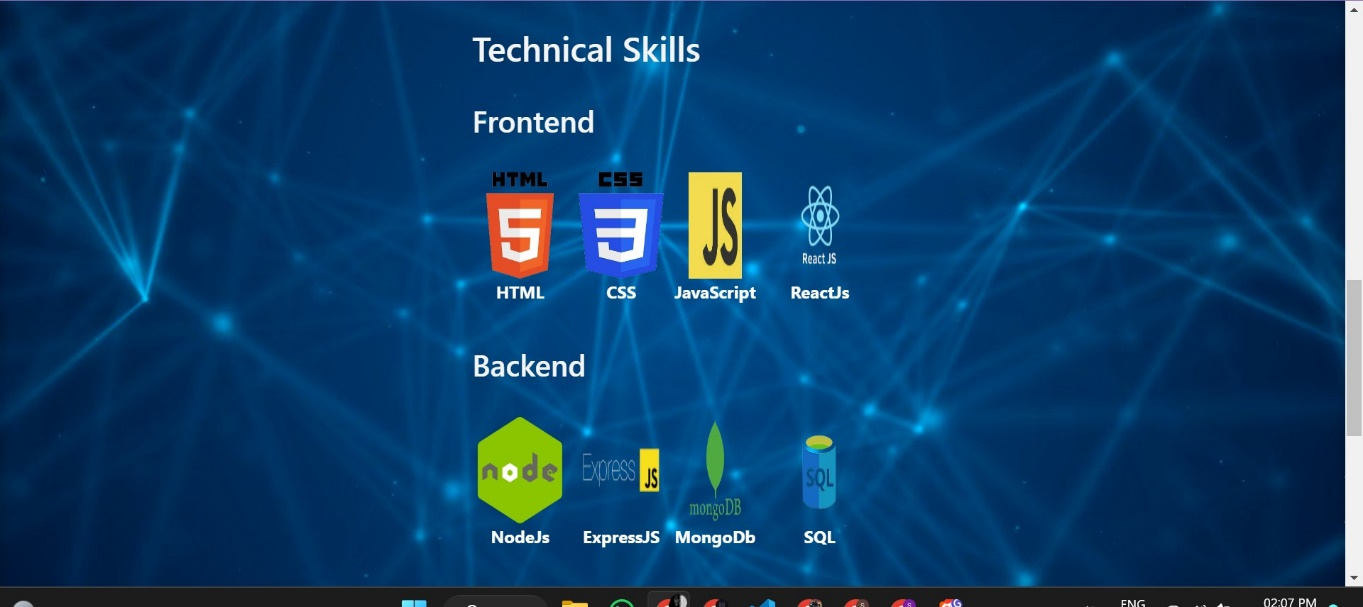 Technical Skills
Frontend
HTML CSS JS
React JS
HTML CSS JavaScript ReactJs
Backend
node Express JS SQL
mongoDB
NodeJs ExpressJS MongoDb SQL
ENG 02:07 PM